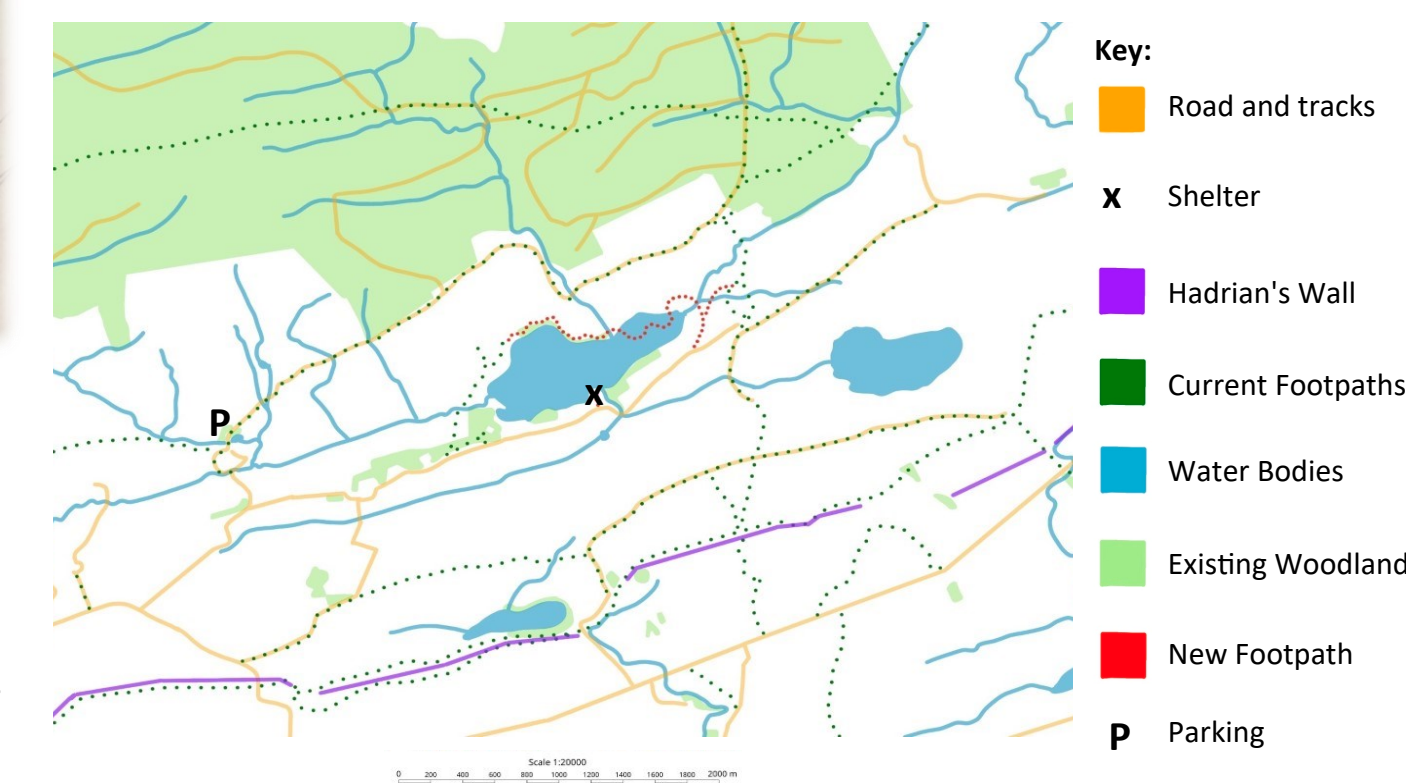 Key:
Road and tracks
x Shelter
Hadrian's Wall
Current Footpaths
Water Bodies
Existing Woodland
New Footpath
P Parking
P
x
Scale 1:20000
0 200 400 600 800 1000 1200 1400 1600 1800 2000 m